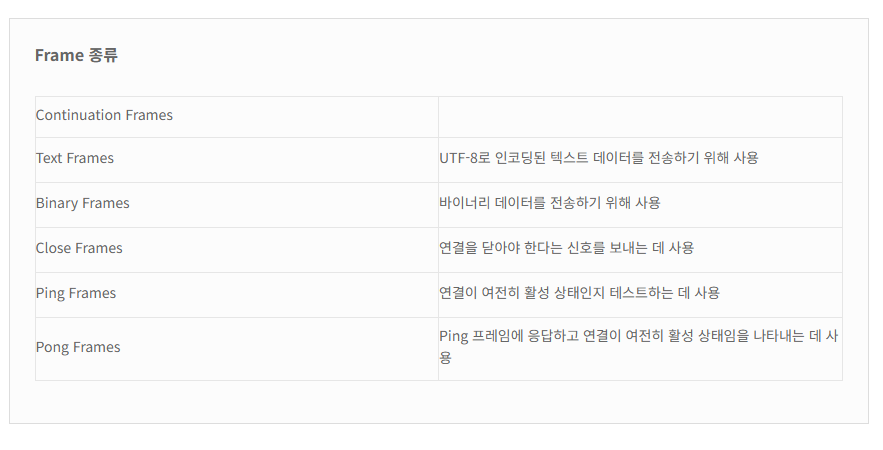 Frame 종류
Continuation Frames
Text Frames
UTF-8로 인코딩된 텍스트 데이터를 전송하기 위해 사용
Binary Frames
바이너리 데이터를 전송하기 위해 사용
Close Frames
연결을 닫아야 한다는 신호를 보내는 데 사용
Ping Frames
연결이 여전히 활성 상태인지 테스트하는 데 사용
Pong Frames
Ping 프레임에 응답하고 연결이 여전히 활성 상태임을 나타내는 데 사
용